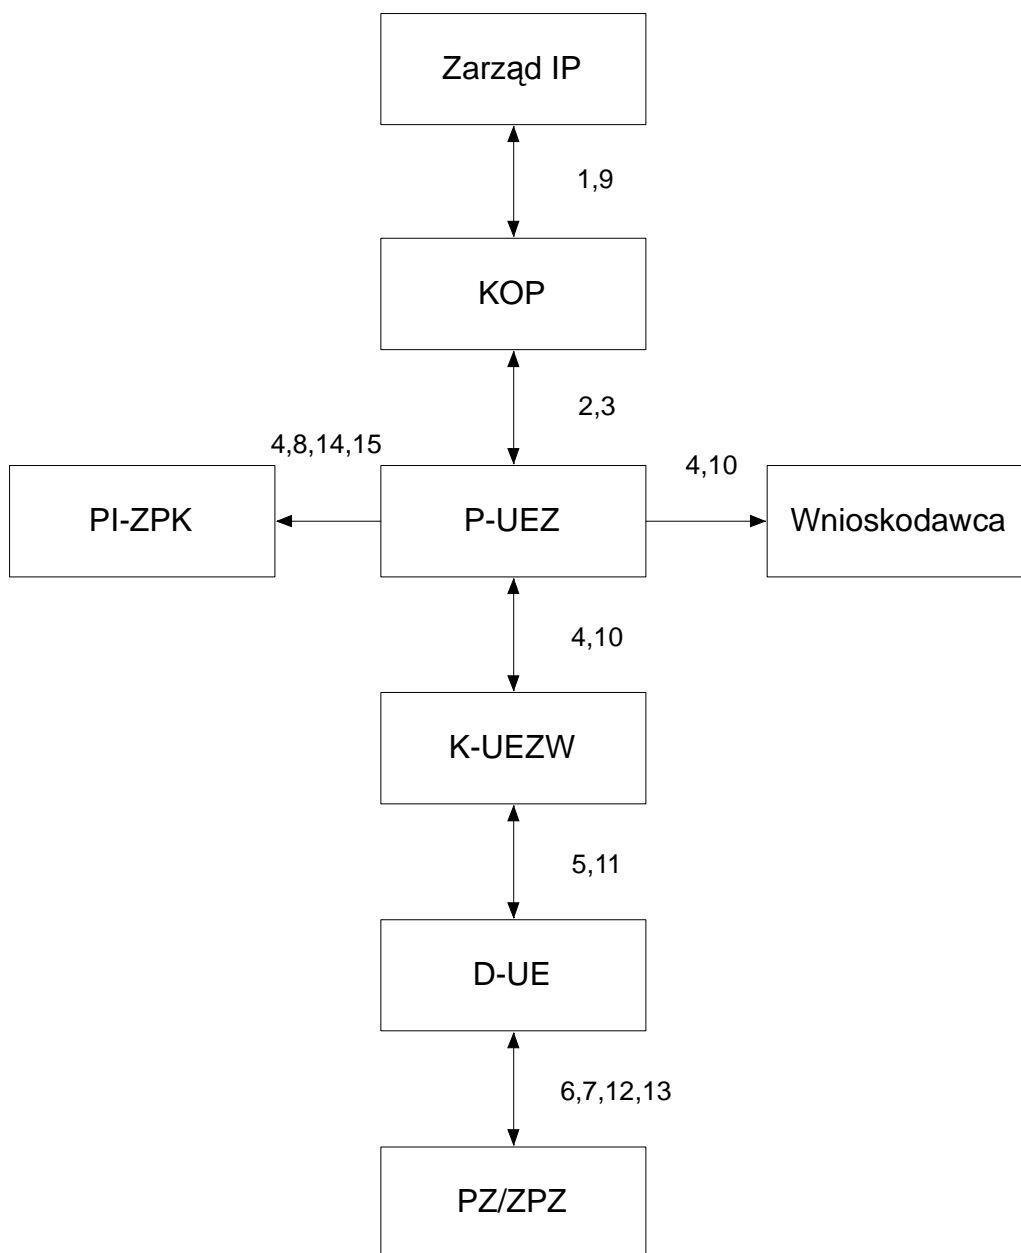 Zarząd IP
1,9
KOP
2,3
4,8,14,15
4,10
PI-ZPK
P-UEZ
Wnioskodawca
4,10
K-UEZW
5,11
D-UE
6,7,12,13
PZ/ZPZ